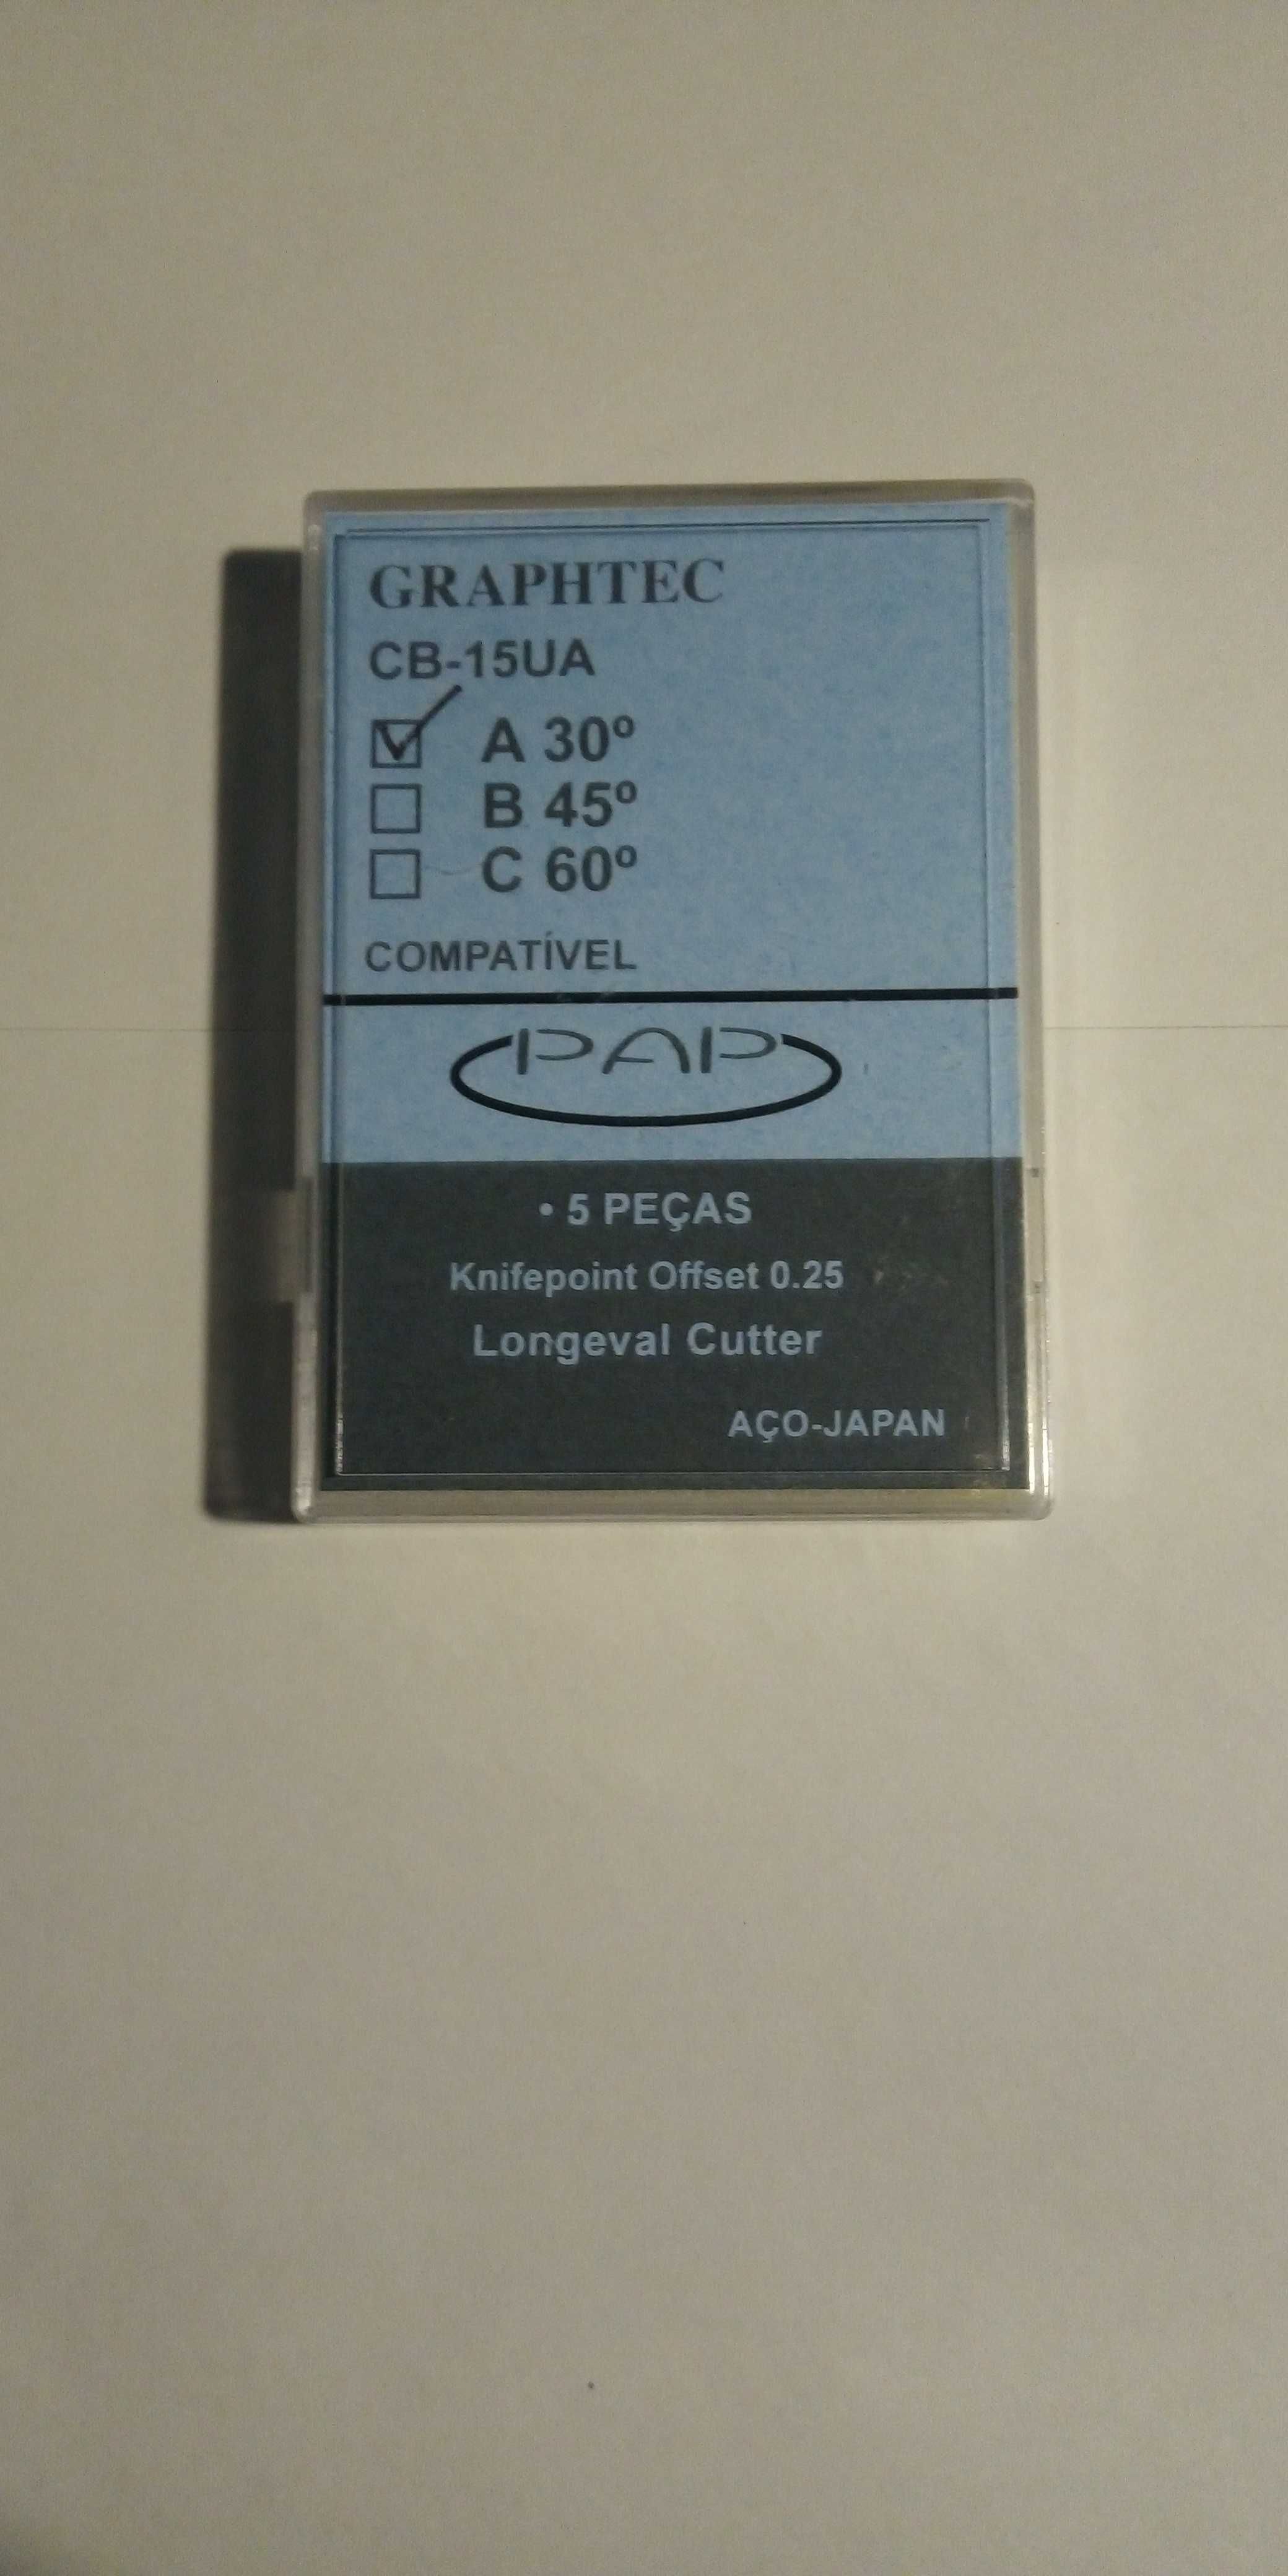 GRAPHTEC
CB-15UA
A 30º
B 45º
C 60º
COMPATÍVEL
PAP
• 5 PEÇAS
Knifepoint Offset 0.25
Longeval Cutter
AÇO-JAPAN